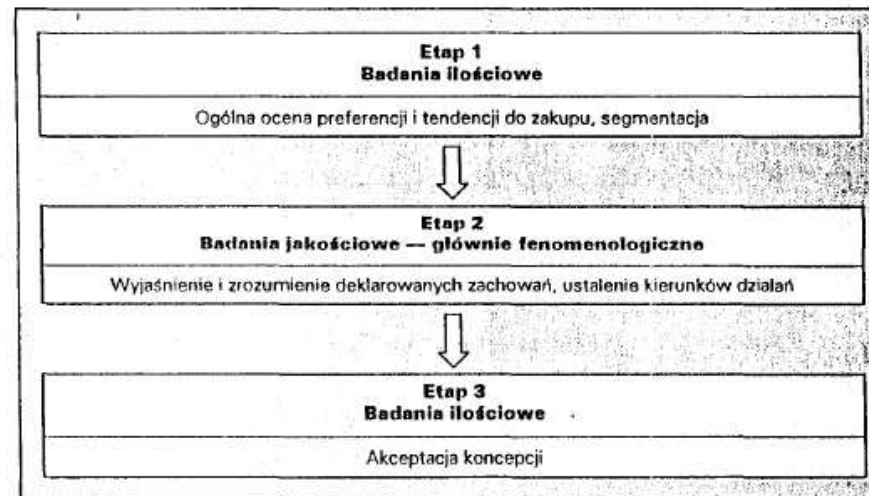 Etap 1
Badania ilościowe
Ogólna ocena preferencji i tendencji do zakupu, segmentacja
Etap 2
Badania jakościowe — głównie fenomenologiczne
Wyjaśnienie i zrozumienie deklarowanych zachowań, ustalenie kierunków działań
Etap 3
Badania ilościowe
Akceptacja koncepcji